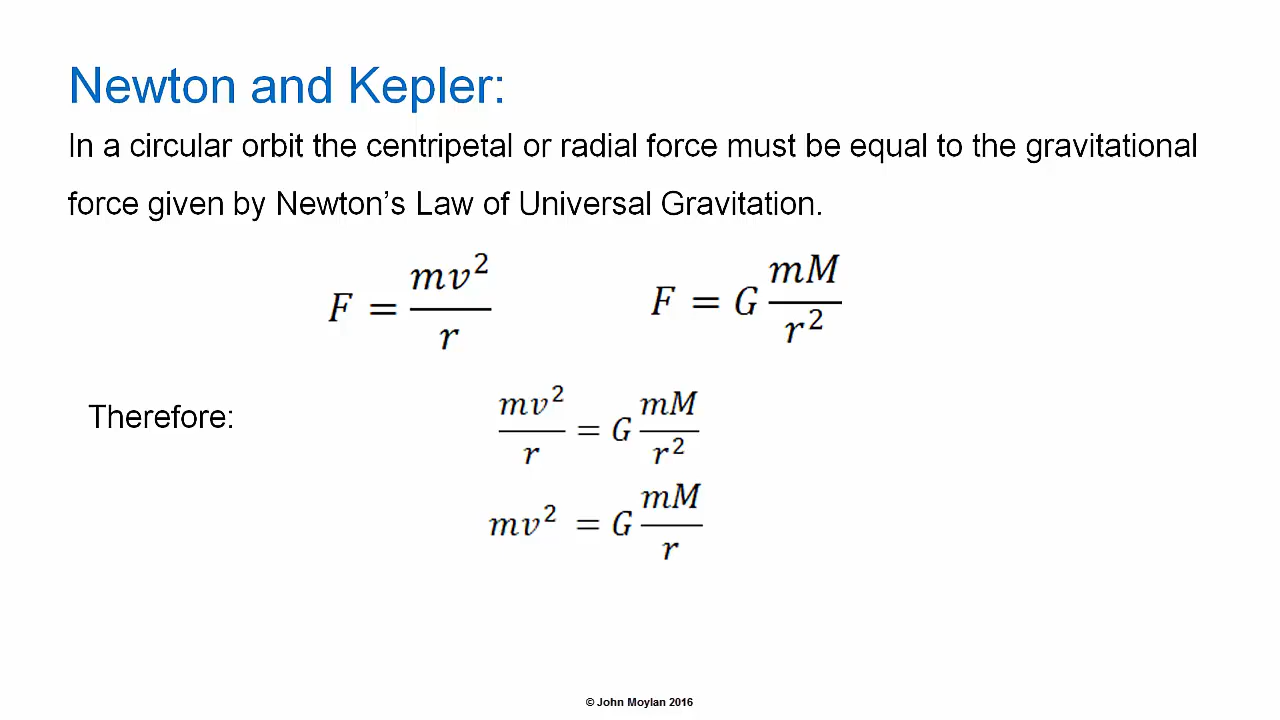 Newton and Kepler:
In a circular orbit the centripetal or radial force must be equal to the gravitational
force given by Newton’s Law of Universal Gravitation.
F = mv²/r    F = G mM/r²
Therefore: mv²/r = G mM/r²
mv² = G mM/r
© John Moylan 2016